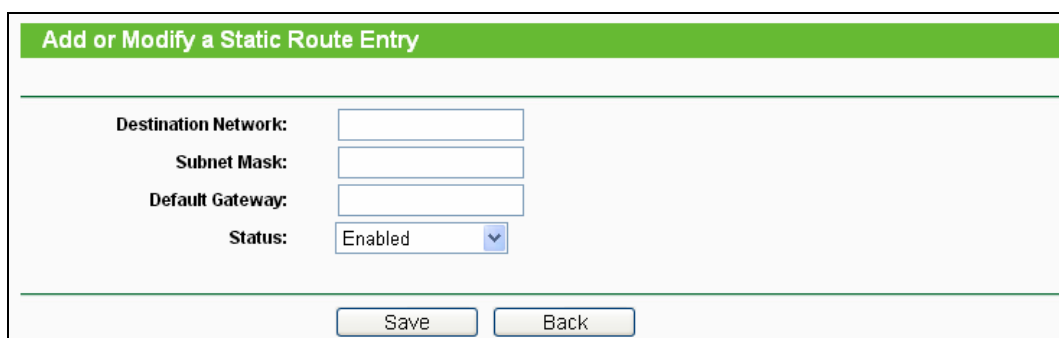 Add or Modify a Static Route Entry
Destination Network:
Subnet Mask:
Default Gateway:
Status: Enabled
Save Back